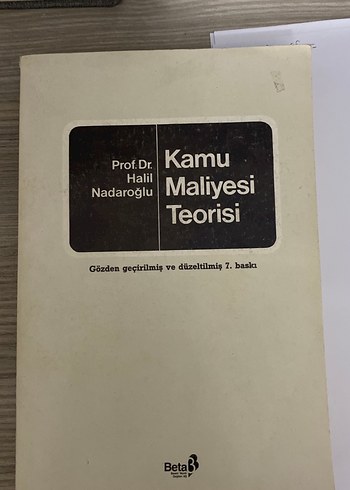 Prof. Dr.
Halil
Nadaroğlu
Kamu
Maliyesi
Teorisi
Gözden geçirilmiş ve düzeltilmiş 7. baskı
Beta